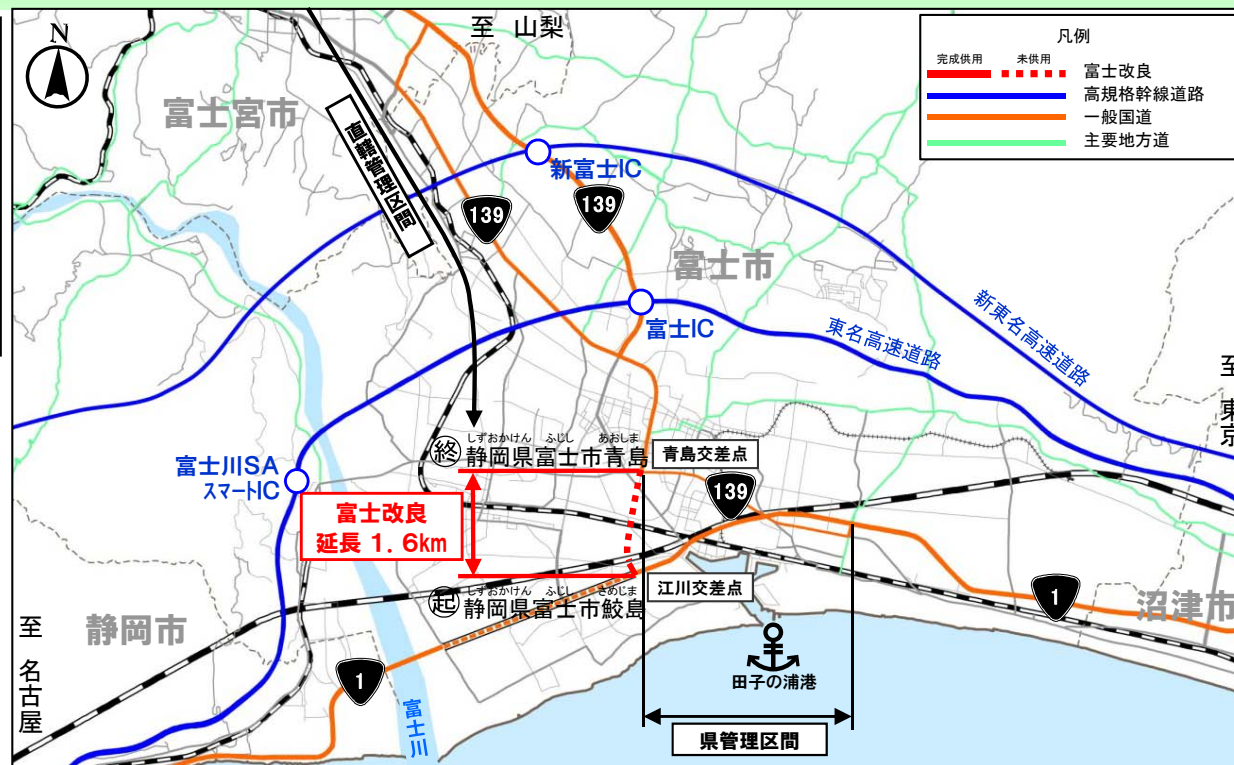 至 山梨
N
凡例
完成供用 未供用
富士改良
高規格幹線道路
一般国道
主要地方道
富士宮市
直轄管理区間
新富士IC
139
139
富士市
富士IC
東名高速道路
新東名高速道路
至 東京
しずおかけん ふじし あおしま
終 静岡県富士市青島
青島交差点
富士川SA
スマートIC
139
富士改良
延長 1.6km
しずおかけん ふじし さめじま
起 静岡県富士市鮫島
江川交差点
1
沼津市
至 名古屋
静岡市
1
田子の浦港
富士川
県管理区間